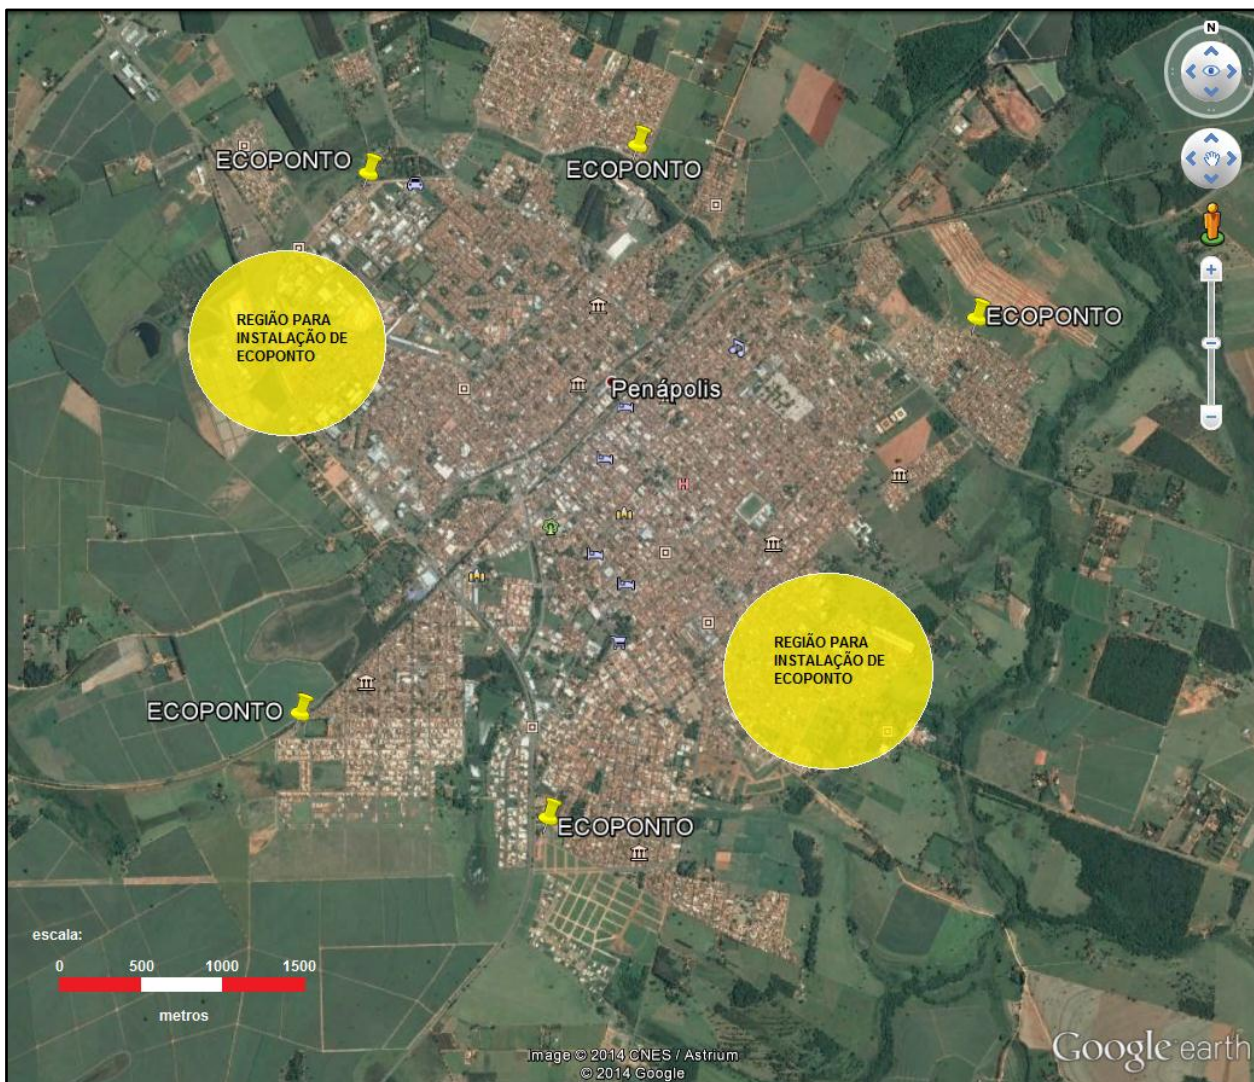 N
ECOPONTO
ECOPONTO
ECOPONTO
REGIÃO PARA
INSTALAÇÃO DE
ECOPONTO
Penápolis
H
REGIÃO PARA
INSTALAÇÃO DE
ECOPONTO
ECOPONTO
ECOPONTO
escala:
0 500 1000 1500
metros
Image © 2014 CNES / Astrium
© 2014 Google
Google earth